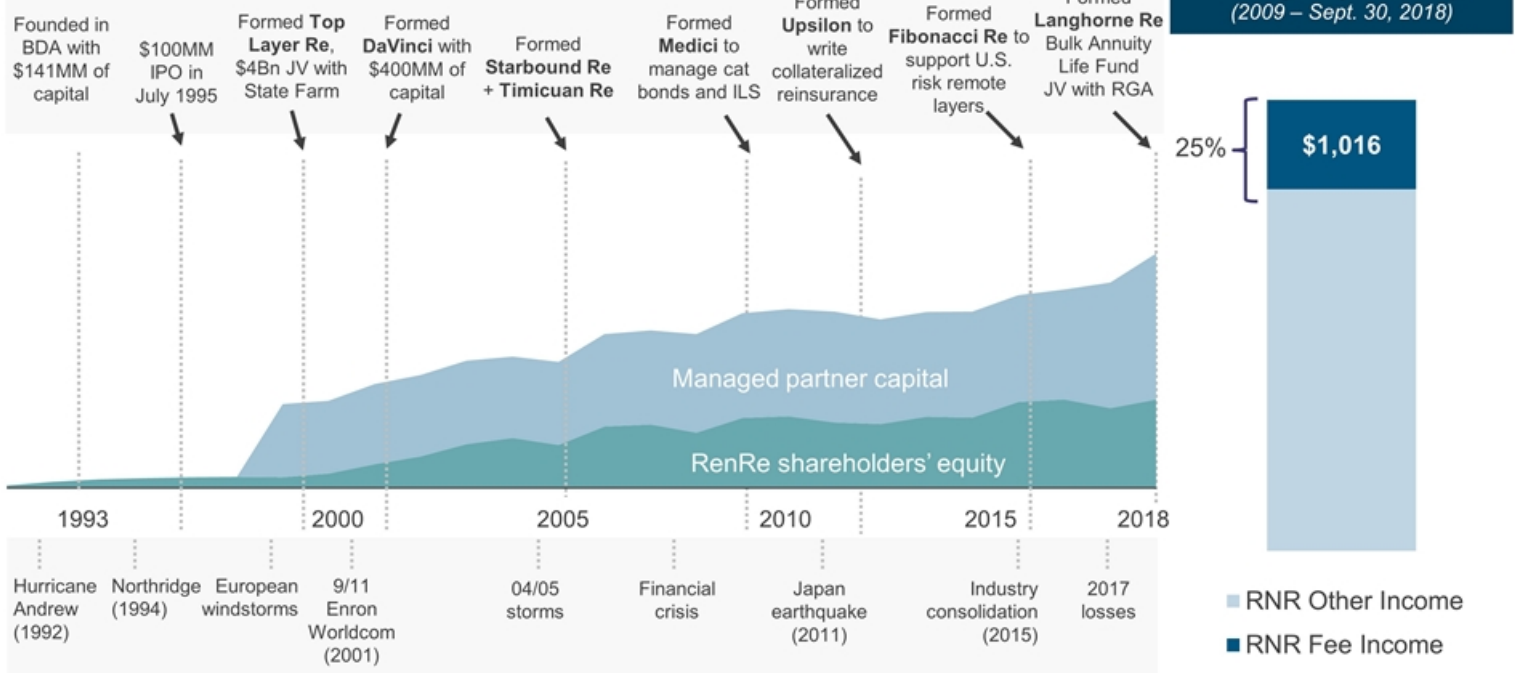 Founded in
BDA with
$141MM of
capital
$100MM
IPO in
July 1995
Formed Top
Layer Re,
$4Bn JV with
State Farm
Formed
DaVinci with
$400MM of
capital
Formed
Starbound Re
+ Timicuan Re
Formed
Medici to
manage cat
bonds and ILS
Formed
Upsilon to
write
collateralized
reinsurance
Formed
Fibonacci Re to
support U.S.
risk remote
layers
Formed
Langhorne Re
Bulk Annuity
Life Fund
JV with RGA
(2009 – Sept. 30, 2018)
25%
$1,016
Managed partner capital
RenRe shareholders’ equity
1993
2000
2005
2010
2015
2018
Hurricane
Andrew
(1992)
Northridge
(1994)
European
windstorms
9/11
Enron
Worldcom
(2001)
04/05
storms
Financial
crisis
Japan
earthquake
(2011)
Industry
consolidation
(2015)
2017
losses
RNR Other Income
RNR Fee Income